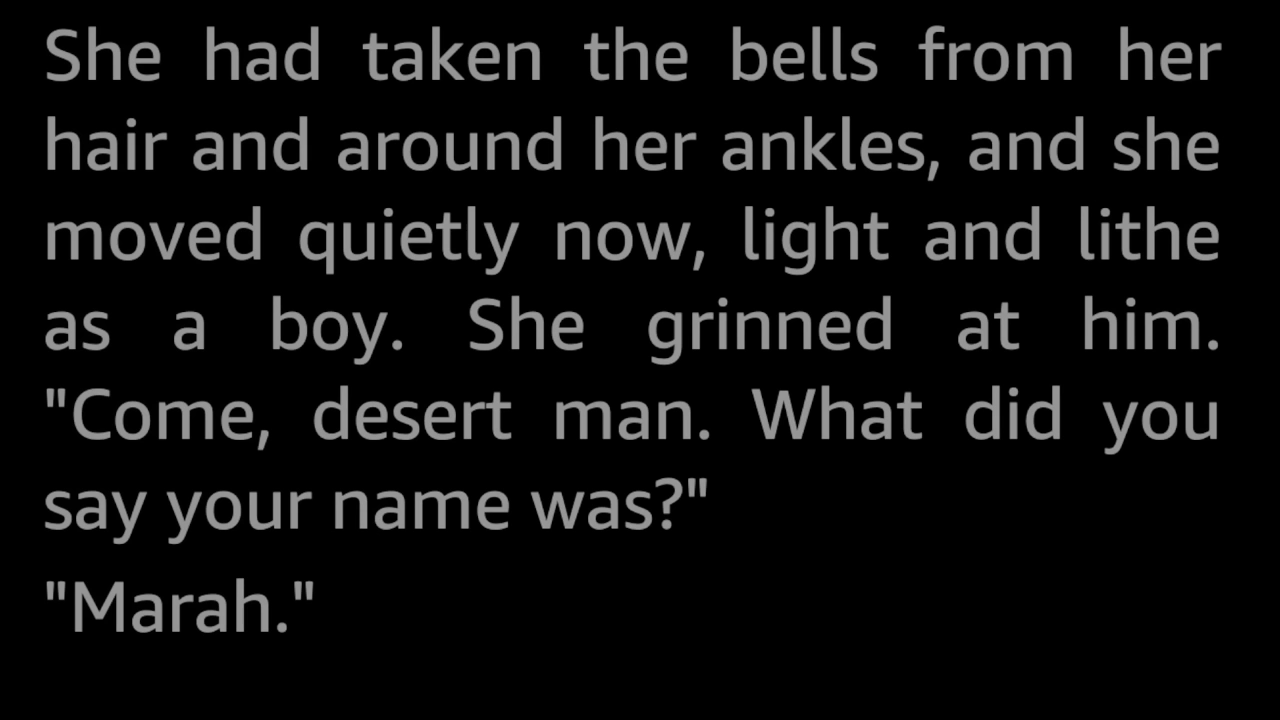 She had taken the bells from her
hair and around her ankles, and she
moved quietly now, light and lithe
as a boy. She grinned at him.
"Come, desert man. What did you
say your name was?"
"Marah."